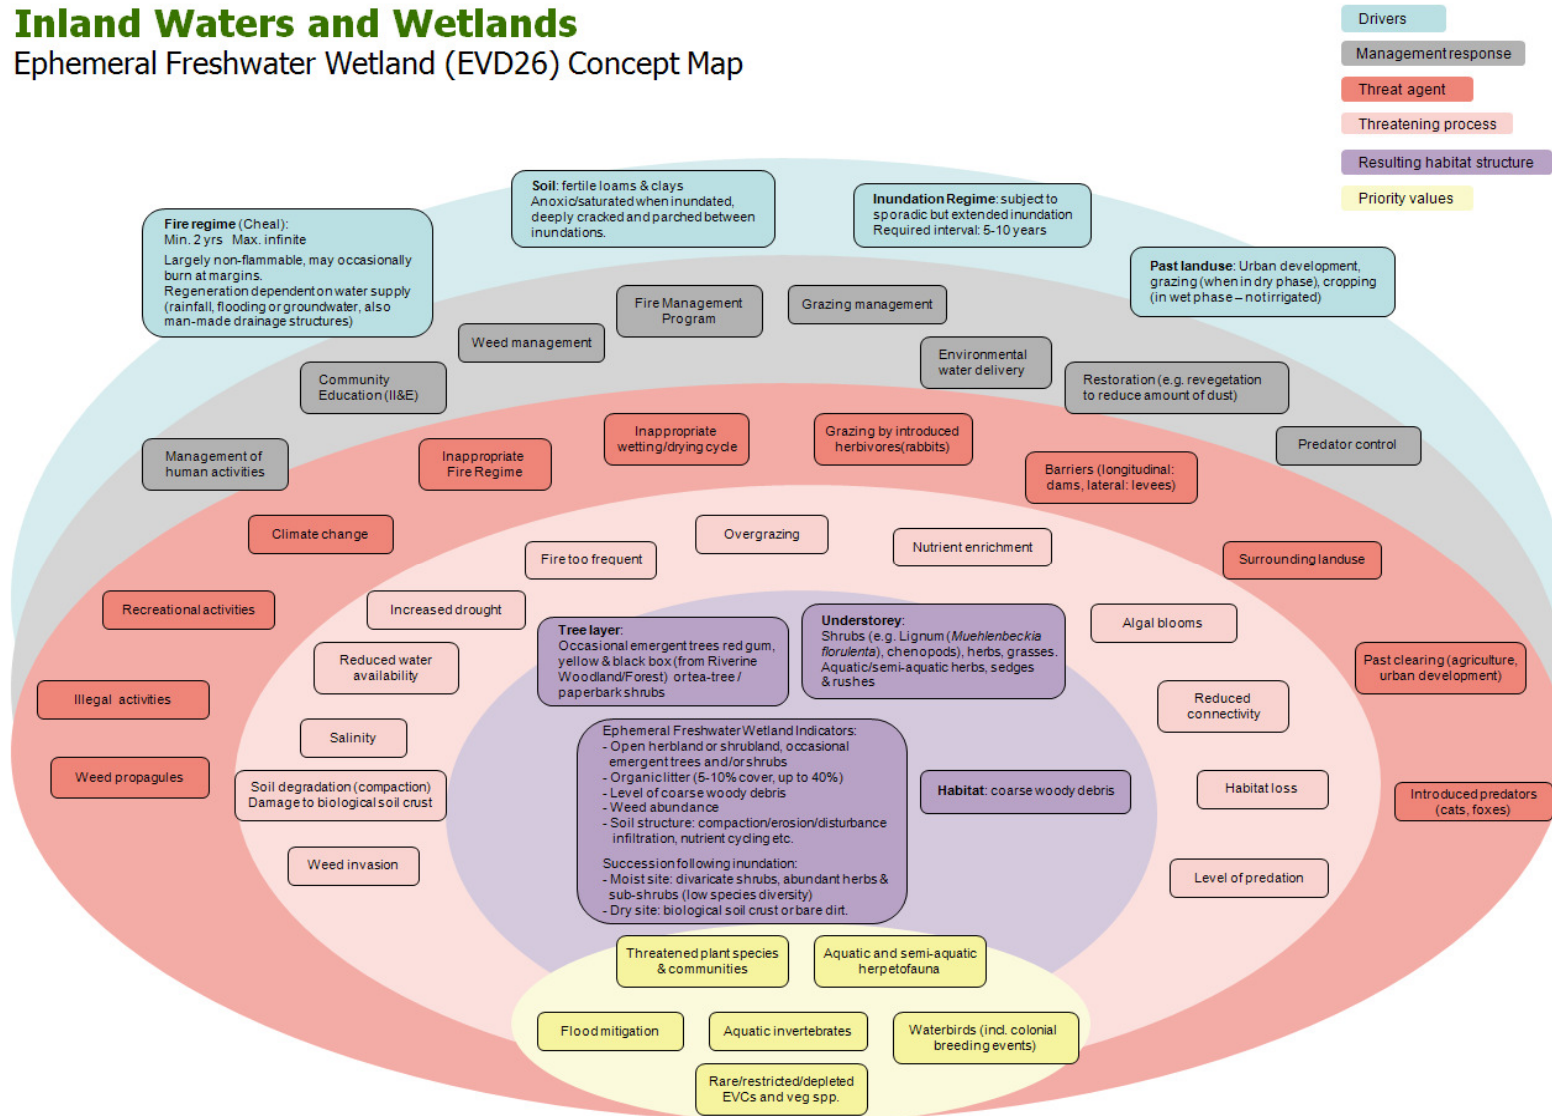 Inland Waters and Wetlands
Ephemeral Freshwater Wetland (EVD26) Concept Map
Drivers
Management response
Threat agent
Threatening process
Resulting habitat structure
Priority values
Fire regime (Cheal):
Min. 2 yrs Max. infinite
Largely non-flammable, may occasionally
burn at margins.
Regeneration dependent on water supply
(rainfall, flooding or groundwater, also
man-made drainage structures)
Soil: fertile loams & clays
Anoxic/saturated when inundated,
deeply cracked and parched between
inundations.
Inundation Regime: subject to
sporadic but extended inundation
Required interval: 5-10 years
Past landuse: Urban development,
grazing (when in dry phase), cropping
(in wet phase – not irrigated)
Management of
human activities
Community
Education (II&E)
Weed management
Fire Management
Program
Grazing management
Environmental
water delivery
Restoration (e.g. revegetation
to reduce amount of dust)
Predator control
Weed propagules
Illegal activities
Recreational activities
Climate change
Inappropriate
Fire Regime
Inappropriate
wetting/drying cycle
Grazing by introduced
herbivores(rabbits)
Barriers (longitudinal:
dams, lateral: levees)
Surrounding landuse
Past clearing (agriculture,
urban development)
Introduced predators
(cats, foxes)
Weed invasion
Soil degradation (compaction)
Damage to biological soil crust
Salinity
Reduced water
availability
Increased drought
Fire too frequent
Overgrazing
Nutrient enrichment
Algal blooms
Reduced
connectivity
Habitat loss
Level of predation
Tree layer:
Occasional emergent trees red gum,
yellow & black box (from Riverine
Woodland/Forest) or tea-tree /
paperbark shrubs
Understorey:
Shrubs (e.g. Lignum (Muehlenbeckia
florulenta), chenopods), herbs, grasses.
Aquatic/semi-aquatic herbs, sedges
& rushes
Ephemeral Freshwater Wetland Indicators:
- Open herbland or shrubland, occasional
emergent trees and/or shrubs
- Organic litter (5-10% cover, up to 40%)
- Level of coarse woody debris
- Weed abundance
- Soil structure: compaction/erosion/disturbance
infiltration, nutrient cycling etc.
Succession following inundation:
- Moist site: divaricate shrubs, abundant herbs &
sub-shrubs (low species diversity)
- Dry site: biological soil crust or bare dirt.
Habitat: coarse woody debris
Threatened plant species
& communities
Aquatic and semi-aquatic
herpetofauna
Flood mitigation
Aquatic invertebrates
Waterbirds (incl. colonial
breeding events)
Rare/restricted/depleted
EVCs and veg spp.